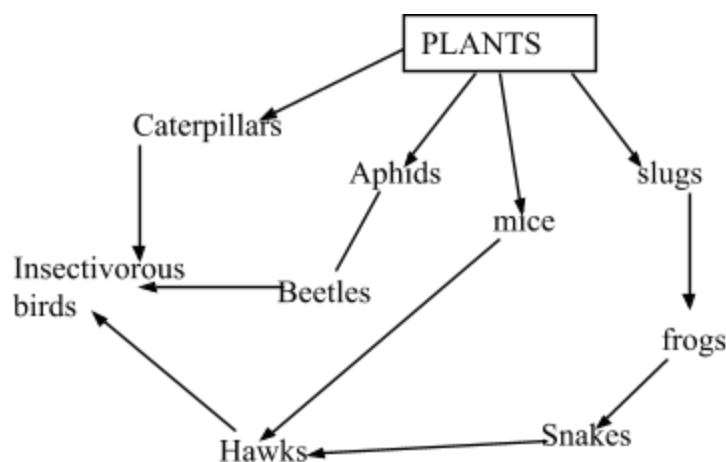 PLANTS
Caterpillars
Aphids
slugs
mice
Insectivorous
birds
Beetles
frogs
Snakes
Hawks